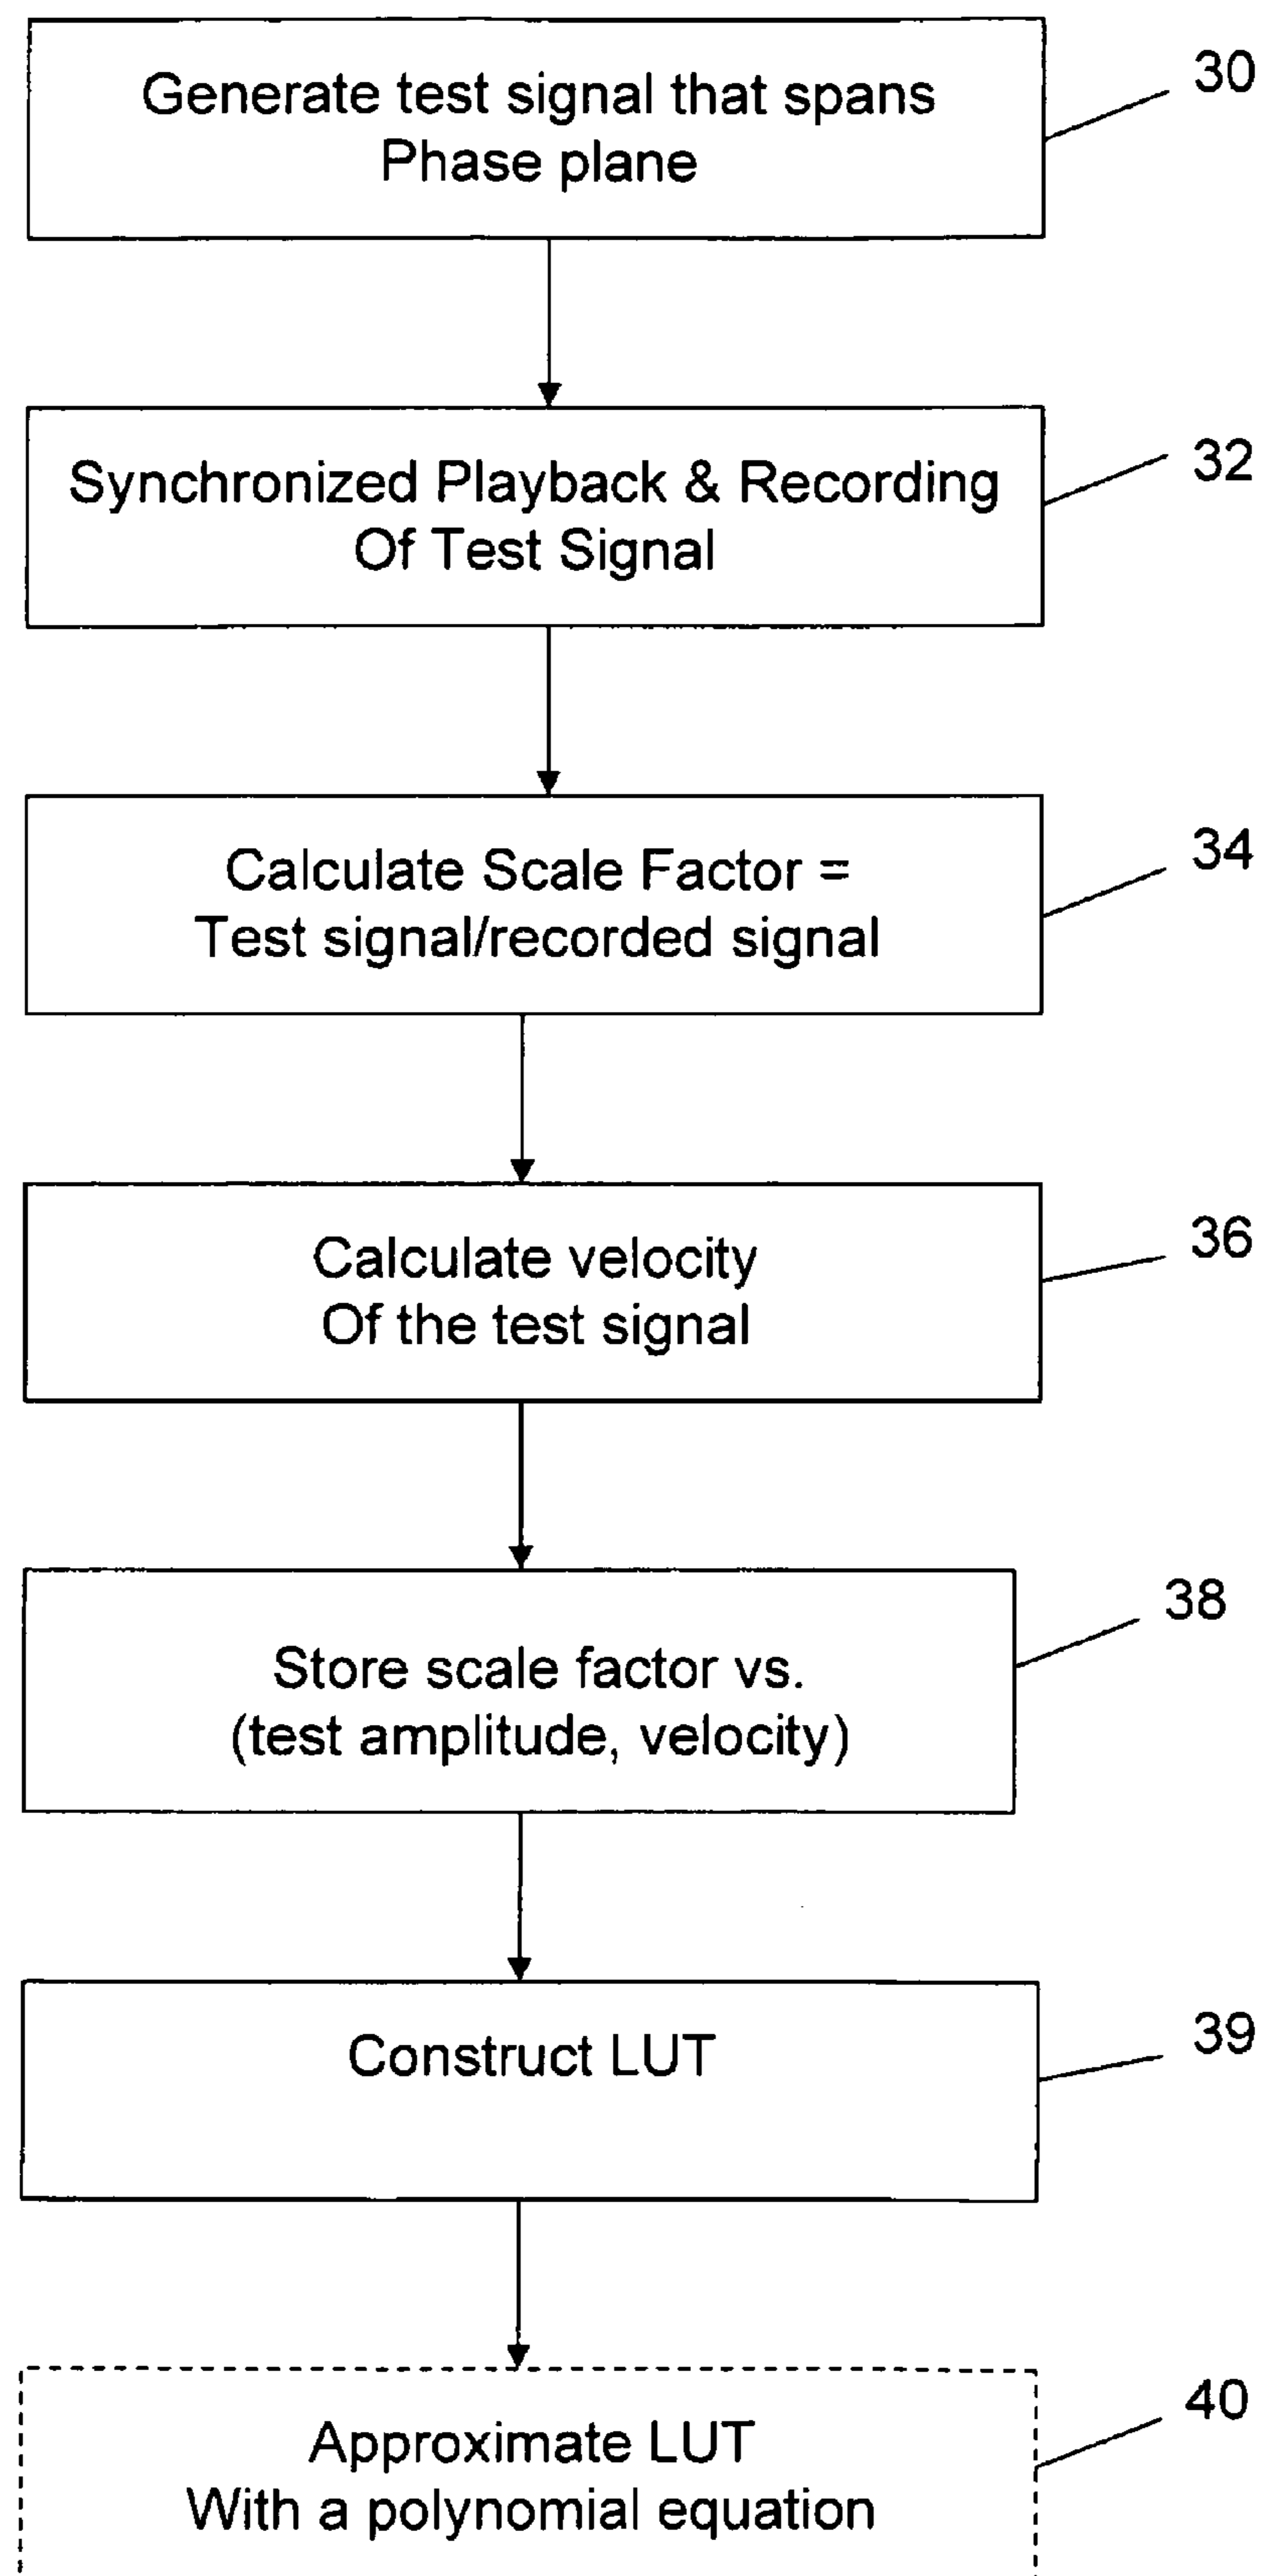 Generate test signal that spans
Phase plane
30
Synchronized Playback & Recording
Of Test Signal
32
Calculate Scale Factor =
Test signal/recorded signal
34
Calculate velocity
Of the test signal
36
Store scale factor vs.
(test amplitude, velocity)
38
Construct LUT
39
Approximate LUT
With a polynomial equation
40